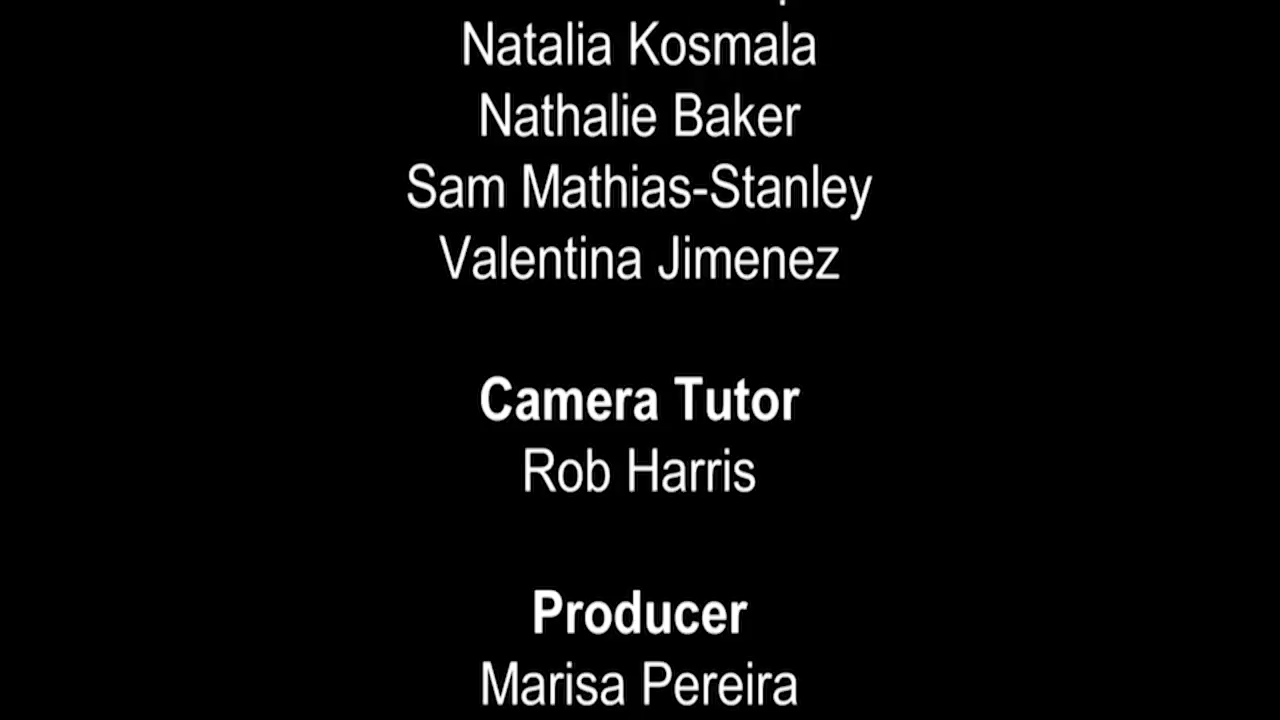 Natalia Kosmala
Nathalie Baker
Sam Mathias-Stanley
Valentina Jimenez
Camera Tutor
Rob Harris
Producer
Marisa Pereira